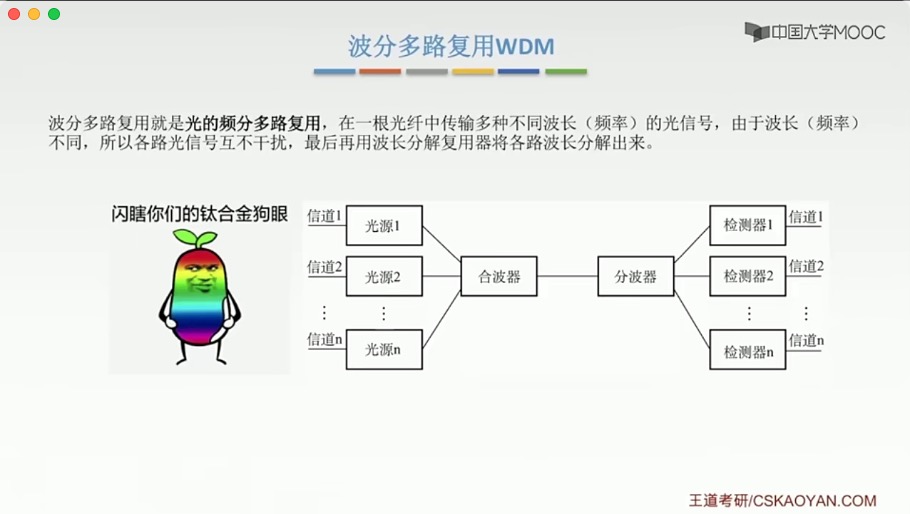 中国大学MOOC
波分多路复用WDM
波分多路复用就是光的频分多路复用，在一根光纤中传输多种不同波长（频率）的光信号，由于波长（频率）
不同，所以各路光信号互不干扰，最后再用波长分解复用器将各路波长分解出来。
闪瞎你们的钛合金狗眼
信道1 光源1 检测器1 信道1
信道2 光源2 合波器 分波器 检测器2 信道2
⋮ ⋮ ⋮ ⋮
信道n 光源n 检测器n 信道n
王道考研/CSKAOYAN.COM